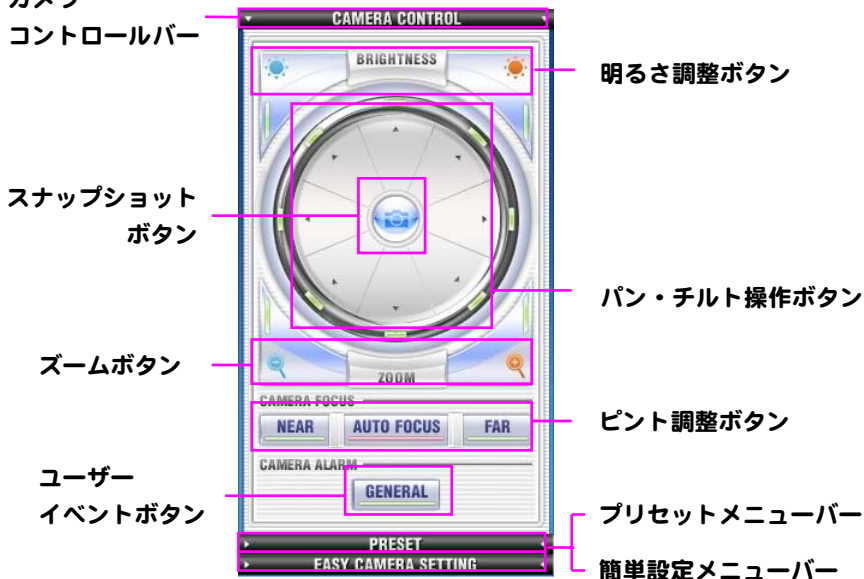 カメラ
コントロールバー
CAMERA CONTROL
BRIGHTNESS
明るさ調整ボタン
スナップショット
ボタン
パン・チルト操作ボタン
ズームボタン
ZOOM
CAMERA FOCUS
NEAR
AUTO FOCUS
FAR
ピント調整ボタン
CAMERA ALARM
GENERAL
ユーザー
イベントボタン
PRESET
プリセットメニューバー
EASY CAMERA SETTING
簡単設定メニューバー